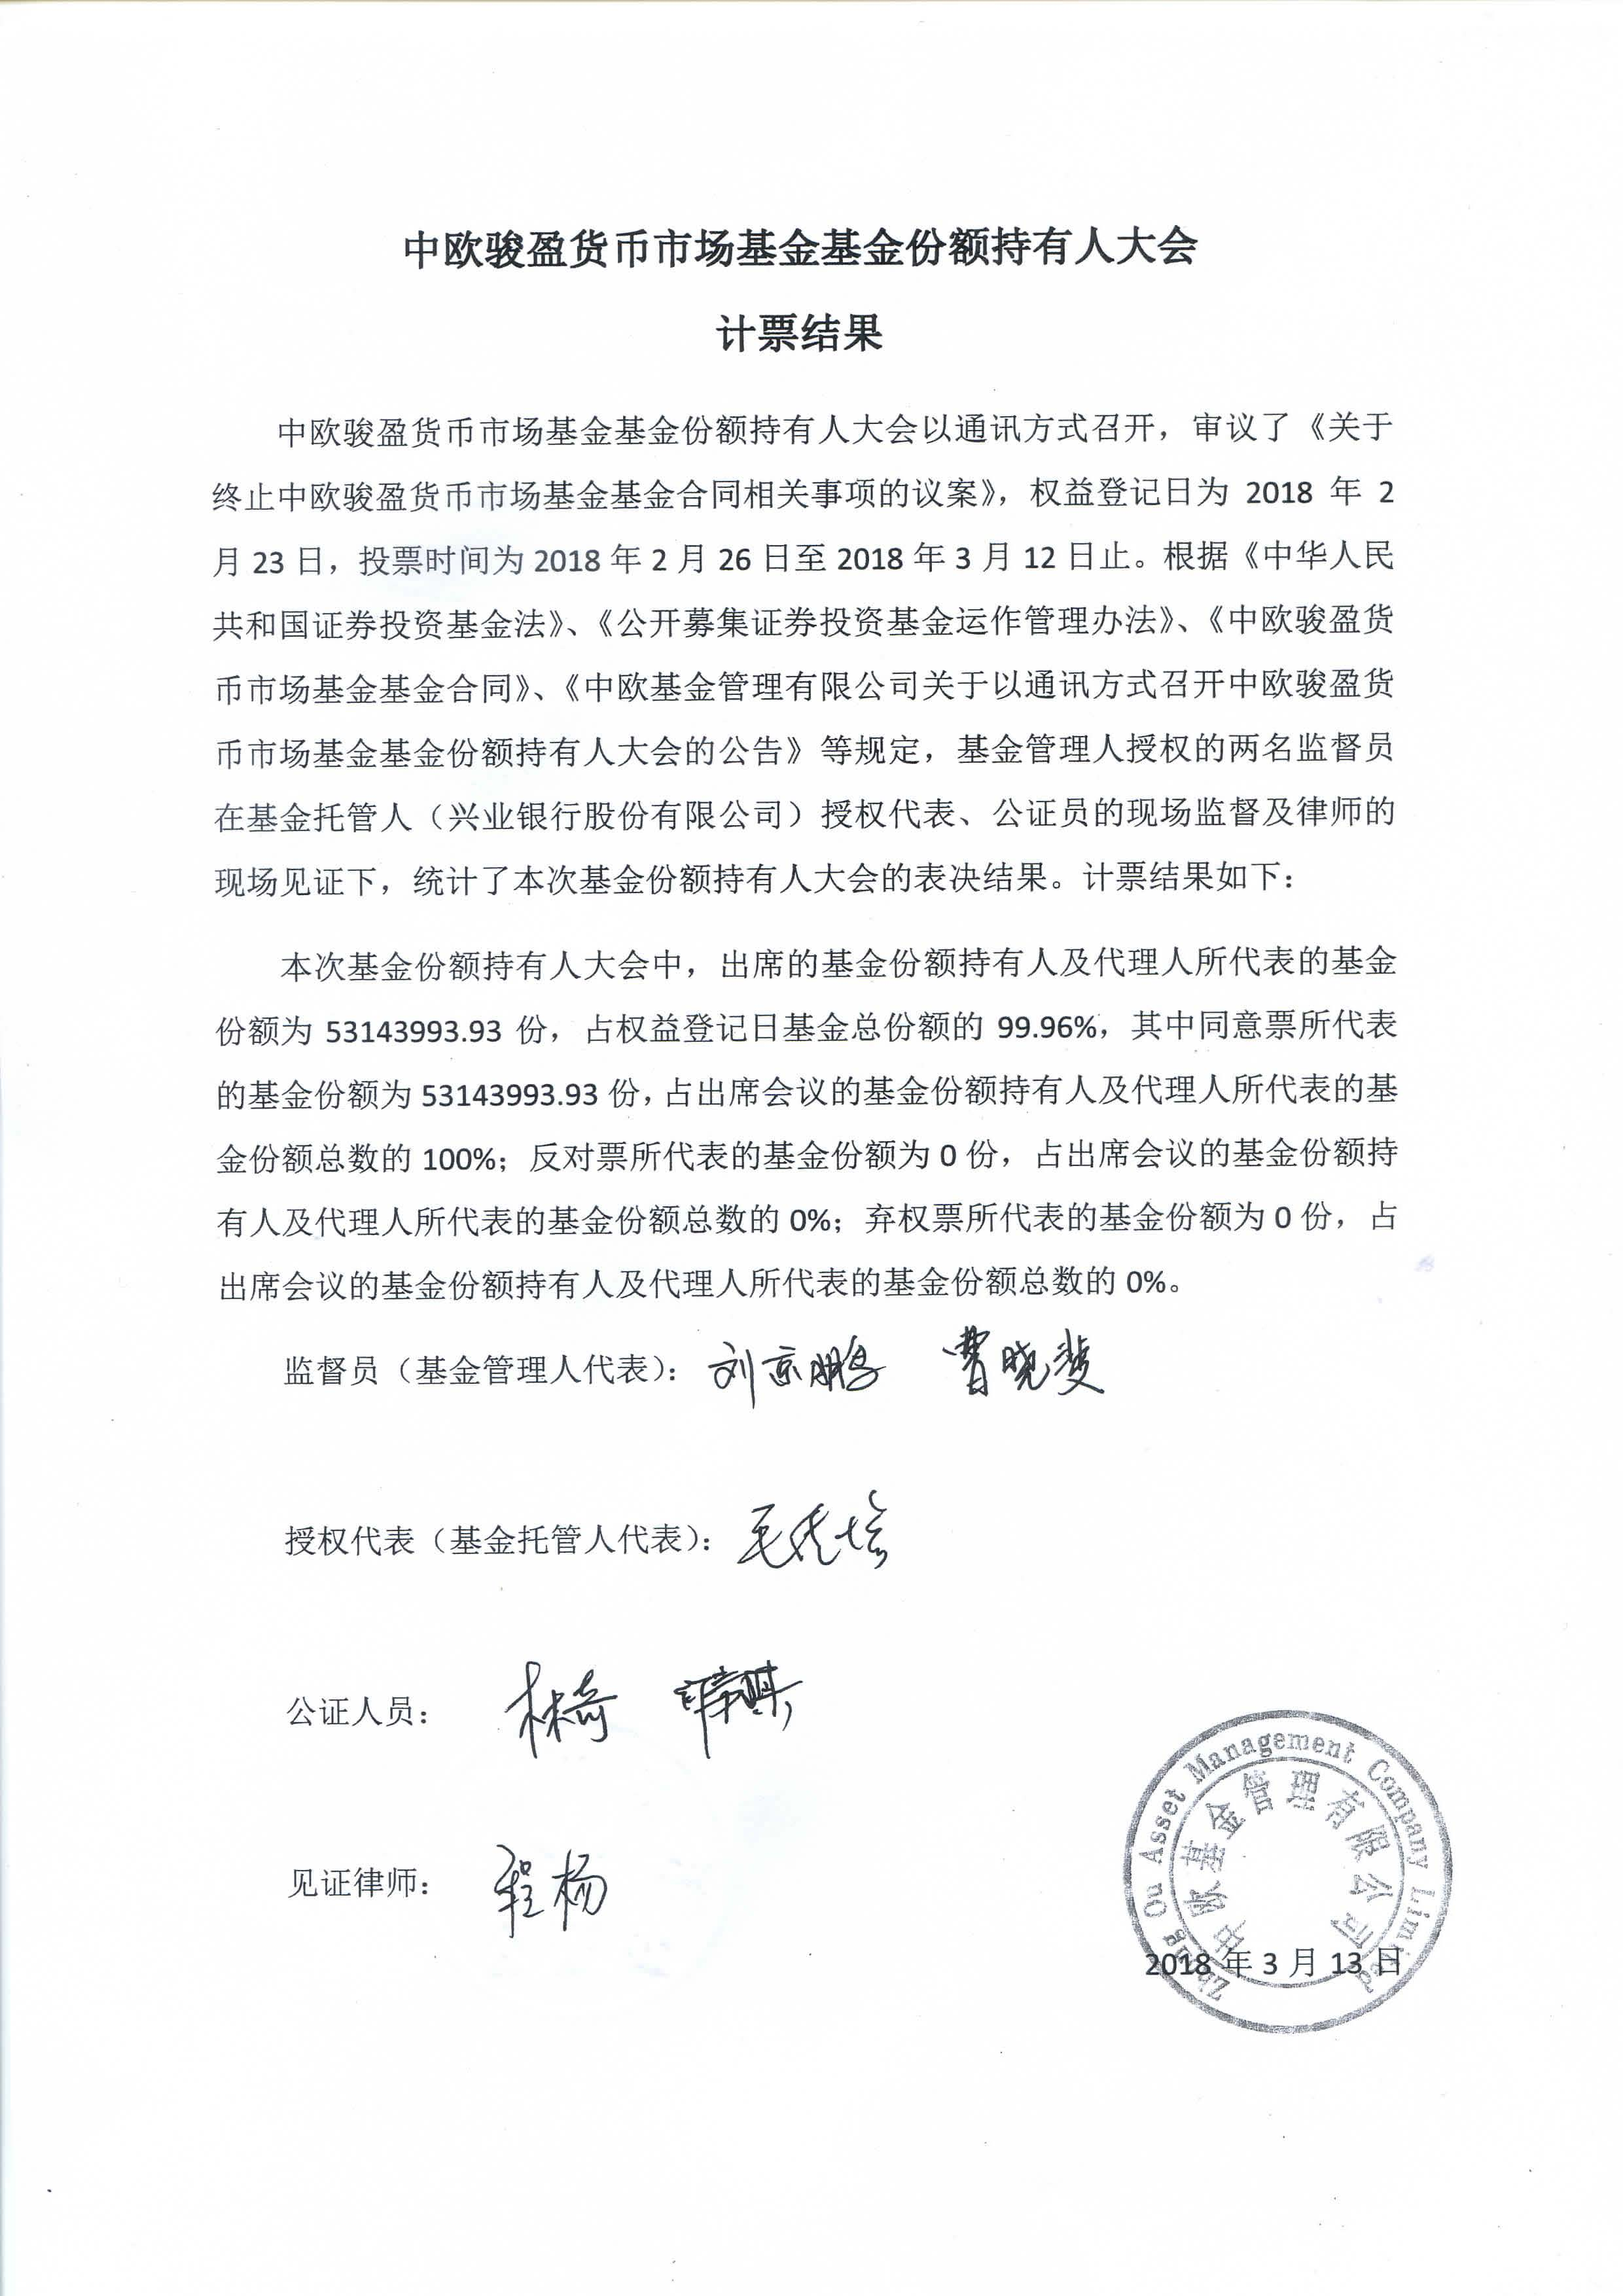 中欧骏盈货币市场基金基金份额持有人大会
计票结果
中欧骏盈货币市场基金基金份额持有人大会以通讯方式召开，审议了《关于
终止中欧骏盈货币市场基金基金合同相关事项的议案》，权益登记日为 2018 年 2
月 23 日，投票时间为 2018 年 2 月 26 日至 2018 年 3 月 12 日止。根据《中华人民
共和国证券投资基金法》、《公开募集证券投资基金运作管理办法》、《中欧骏盈货
币市场基金基金合同》、《中欧基金管理有限公司关于以通讯方式召开中欧骏盈货
币市场基金基金份额持有人大会的公告》等规定，基金管理人授权的两名监督员
在基金托管人（兴业银行股份有限公司）授权代表、公证员的现场监督及律师的
现场见证下，统计了本次基金份额持有人大会的表决结果。计票结果如下：
本次基金份额持有人大会中，出席的基金份额持有人及代理人所代表的基金
份额为 53143993.93 份，占权益登记日基金总份额的 99.96%，其中同意票所代表
的基金份额为 53143993.93 份，占出席会议的基金份额持有人及代理人所代表的基
金份额总数的 100%；反对票所代表的基金份额为 0 份，占出席会议的基金份额持
有人及代理人所代表的基金份额总数的 0%；弃权票所代表的基金份额为 0 份，占
出席会议的基金份额持有人及代理人所代表的基金份额总数的 0%。
监督员（基金管理人代表）：刘京鹏 曹晓斐
授权代表（基金托管人代表）：
公证人员：林奇
见证律师：程杨
Zhong Ou Asset Management Company Limited
中欧基金管理有限公司
2018 年 3 月 13 日